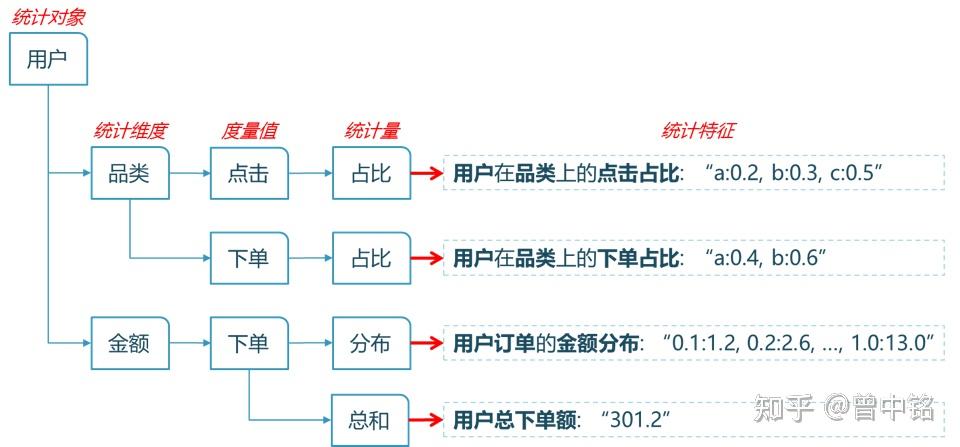 统计对象
用户
统计维度 度量值 统计量 统计特征
品类 点击 占比 用户在品类上的点击占比: “a:0.2, b:0.3, c:0.5”
下单 占比 用户在品类上的下单占比: “a:0.4, b:0.6”
金额 下单 分布 用户订单的金额分布: “0.1:1.2, 0.2:2.6, ..., 1.0:13.0”
总和 用户总下单额: “301.2”
知乎 @曾中铭